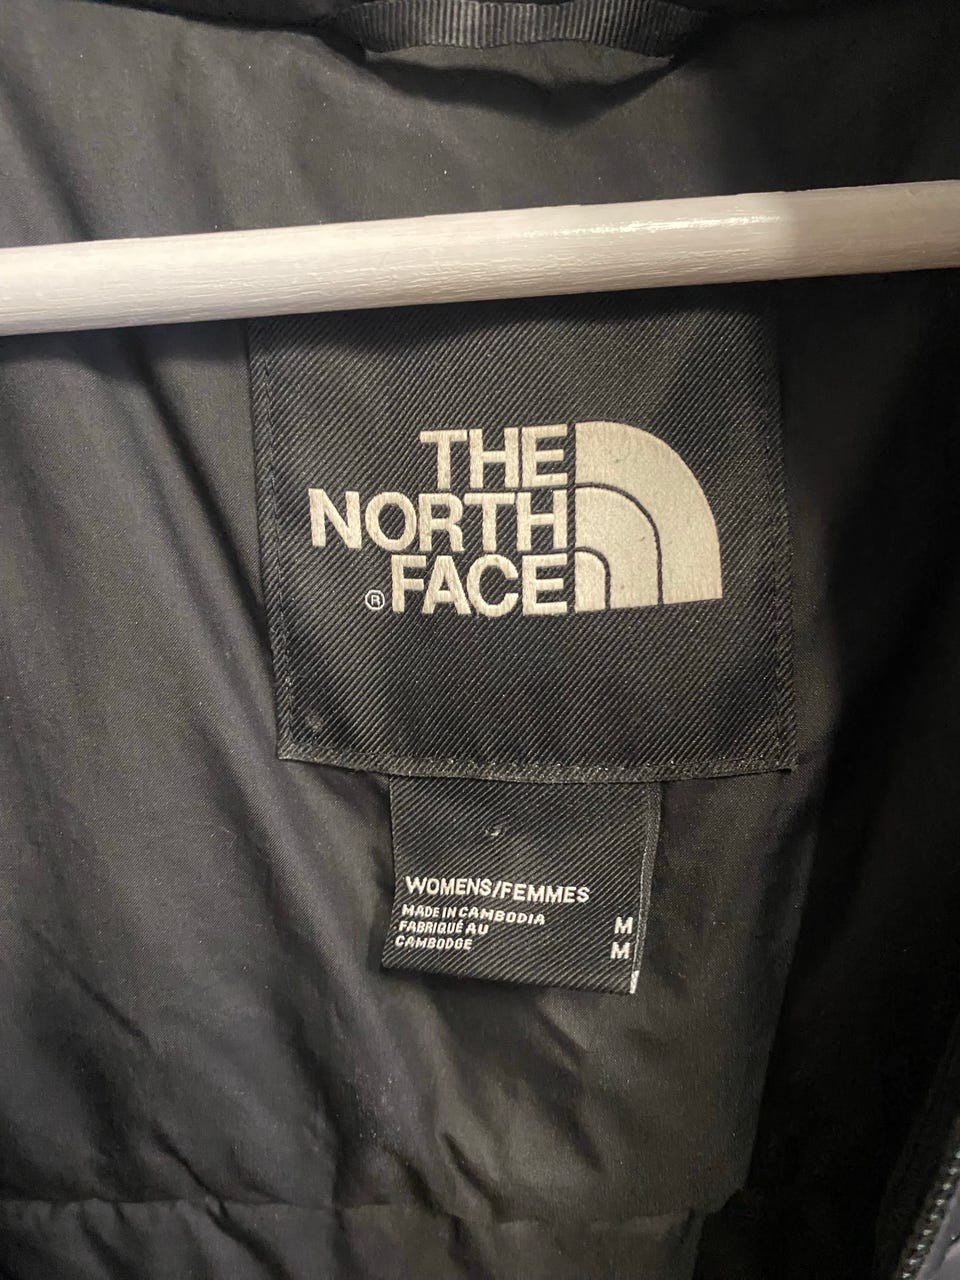 THE
NORTH
FACE
®
WOMENS/FEMMES
MADE IN CAMBODIA M
FABRIQUÉ AU
CAMBODGE M